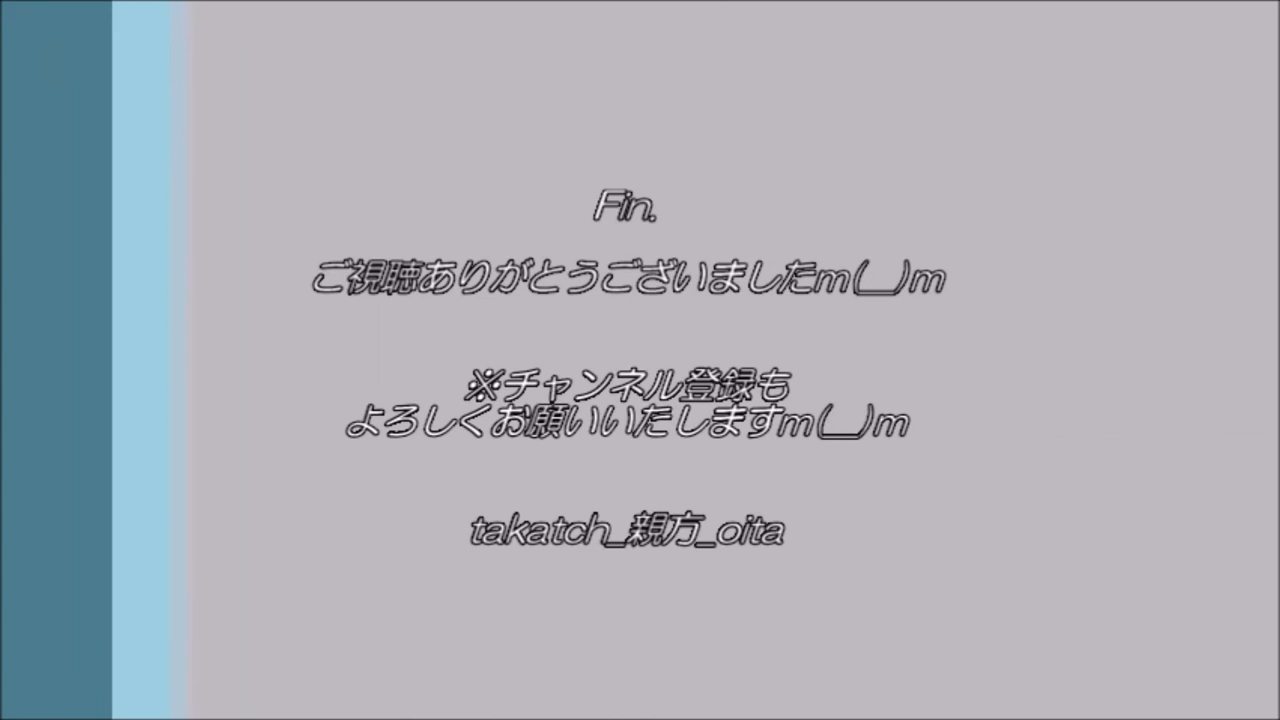 Fin.
ご視聴ありがとうございましたm(__)m
※チャンネル登録も
よろしくお願いいたしますm(__)m
takatch_親方_oita